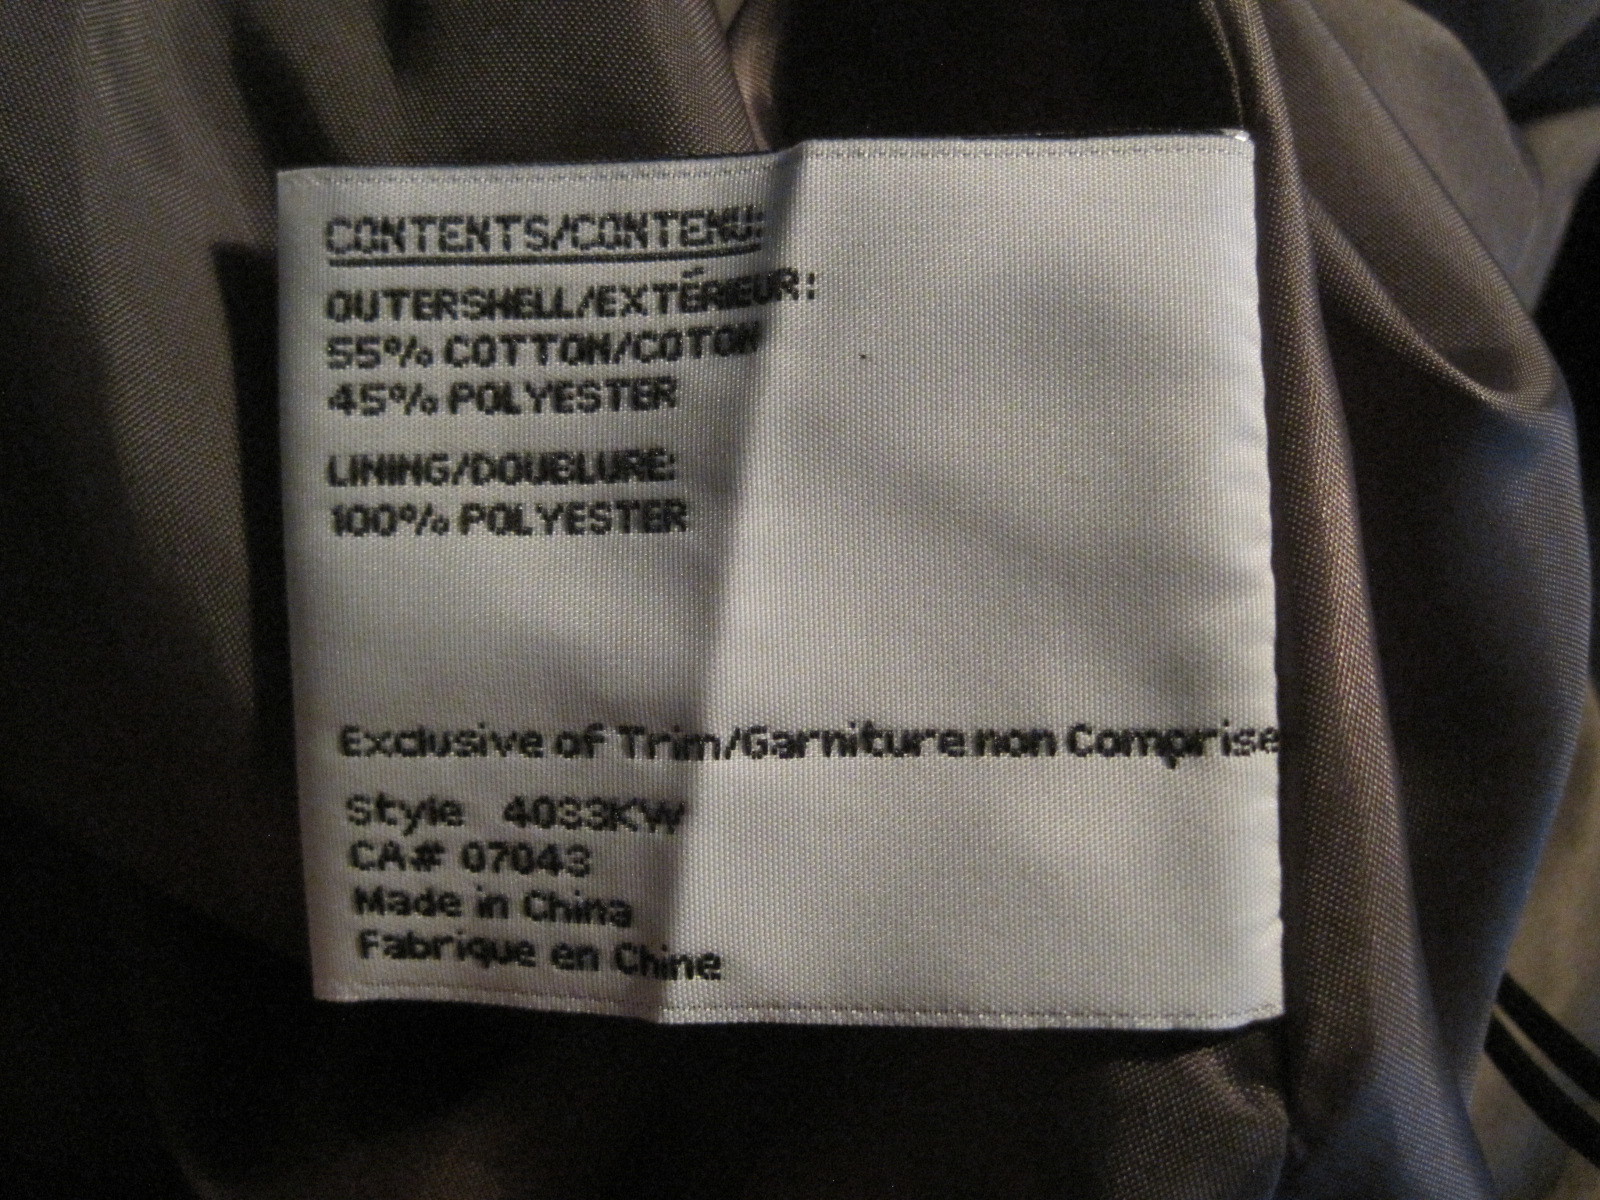 CONTENTS/CONTENU:
OUTERSHELL/EXTÉRIEUR:
55% COTTON/COTON
45% POLYESTER
LINING/DOUBLURE:
100% POLYESTER
Exclusive of Trim/Garniture non Comprise
Style 4033KW
CA# 07043
Made in China
Fabrique en Chine